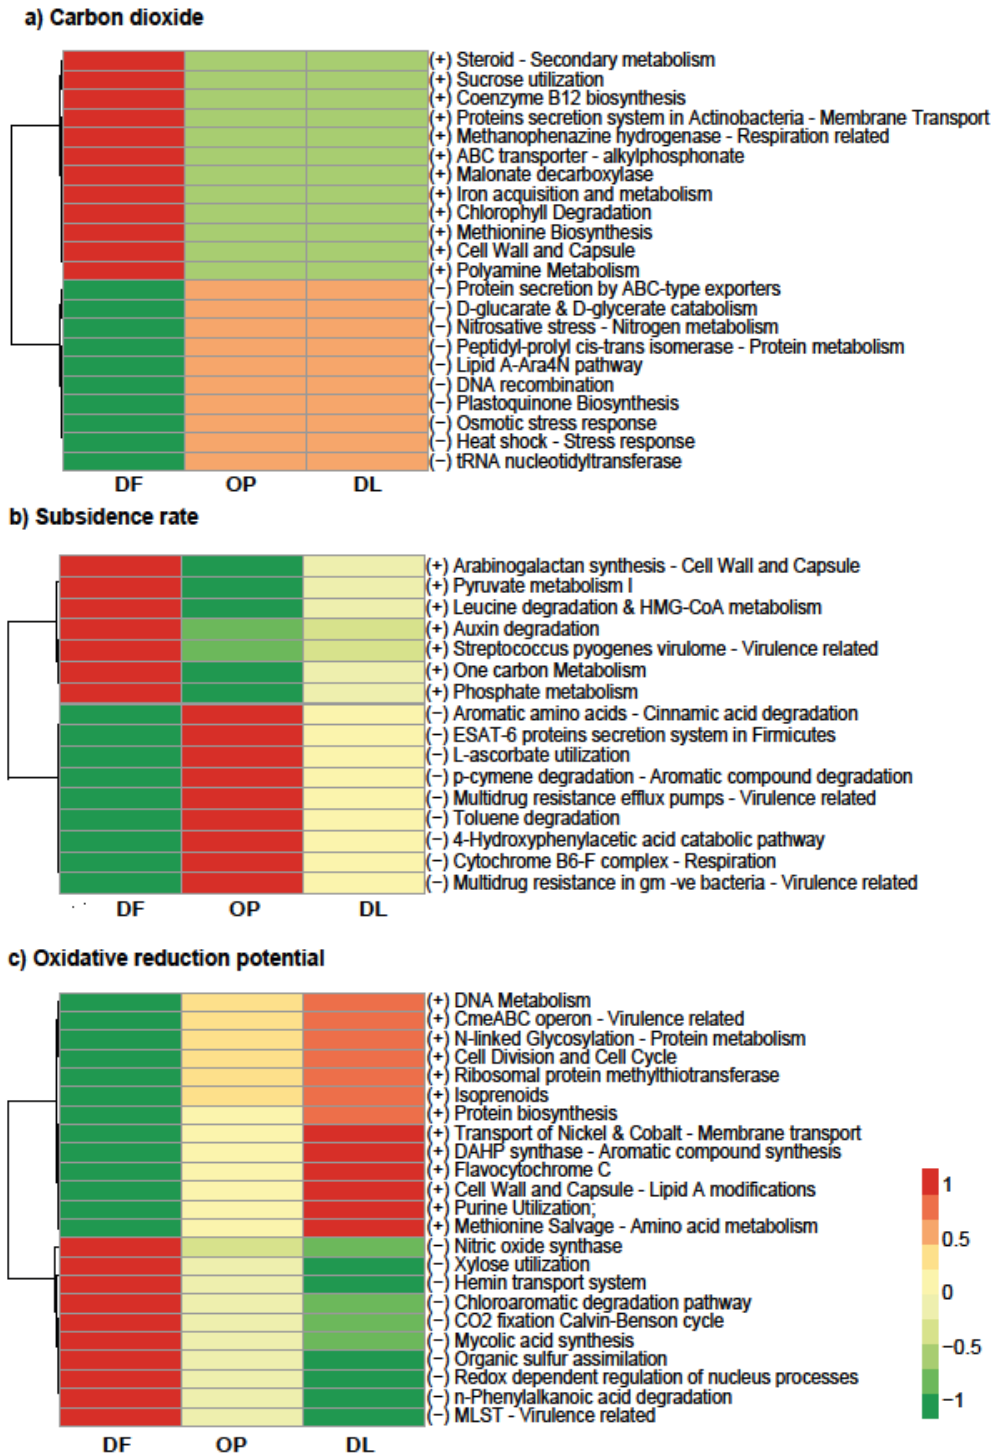 a) Carbon dioxide
(+) Steroid - Secondary metabolism
(+) Sucrose utilization
(+) Coenzyme B12 biosynthesis
(+) Proteins secretion system in Actinobacteria - Membrane Transport
(+) Methanophenazine hydrogenase - Respiration related
(+) ABC transporter - alkylphosphonate
(+) Malonate decarboxylase
(+) Iron acquisition and metabolism
(+) Chlorophyll Degradation
(+) Methionine Biosynthesis
(+) Cell Wall and Capsule
(+) Polyamine Metabolism
(−) Protein secretion by ABC-type exporters
(−) D-glucarate & D-glycerate catabolism
(−) Nitrosative stress - Nitrogen metabolism
(−) Peptidyl-prolyl cis-trans isomerase - Protein metabolism
(−) Lipid A-Ara4N pathway
(−) DNA recombination
(−) Plastoquinone Biosynthesis
(−) Osmotic stress response
(−) Heat shock - Stress response
(−) tRNA nucleotidyltransferase
DF OP DL
b) Subsidence rate
(+) Arabinogalactan synthesis - Cell Wall and Capsule
(+) Pyruvate metabolism I
(+) Leucine degradation & HMG-CoA metabolism
(+) Auxin degradation
(+) Streptococcus pyogenes virulome - Virulence related
(+) One carbon Metabolism
(+) Phosphate metabolism
(−) Aromatic amino acids - Cinnamic acid degradation
(−) ESAT-6 proteins secretion system in Firmicutes
(−) L-ascorbate utilization
(−) p-cymene degradation - Aromatic compound degradation
(−) Multidrug resistance efflux pumps - Virulence related
(−) Toluene degradation
(−) 4-Hydroxyphenylacetic acid catabolic pathway
(−) Cytochrome B6-F complex - Respiration
(−) Multidrug resistance in gm -ve bacteria - Virulence related
DF OP DL
c) Oxidative reduction potential
(+) DNA Metabolism
(+) CmeABC operon - Virulence related
(+) N-linked Glycosylation - Protein metabolism
(+) Cell Division and Cell Cycle
(+) Ribosomal protein methylthiotransferase
(+) Isoprenoids
(+) Protein biosynthesis
(+) Transport of Nickel & Cobalt - Membrane transport
(+) DAHP synthase - Aromatic compound synthesis
(+) Flavocytochrome C
(+) Cell Wall and Capsule - Lipid A modifications
(+) Purine Utilization;
(+) Methionine Salvage - Amino acid metabolism
(−) Nitric oxide synthase
(−) Xylose utilization
(−) Hemin transport system
(−) Chloroaromatic degradation pathway
(−) CO2 fixation Calvin-Benson cycle
(−) Mycolic acid synthesis
(−) Organic sulfur assimilation
(−) Redox dependent regulation of nucleus processes
(−) n-Phenylalkanoic acid degradation
(−) MLST - Virulence related
DF OP DL
1
0.5
0
−0.5
−1